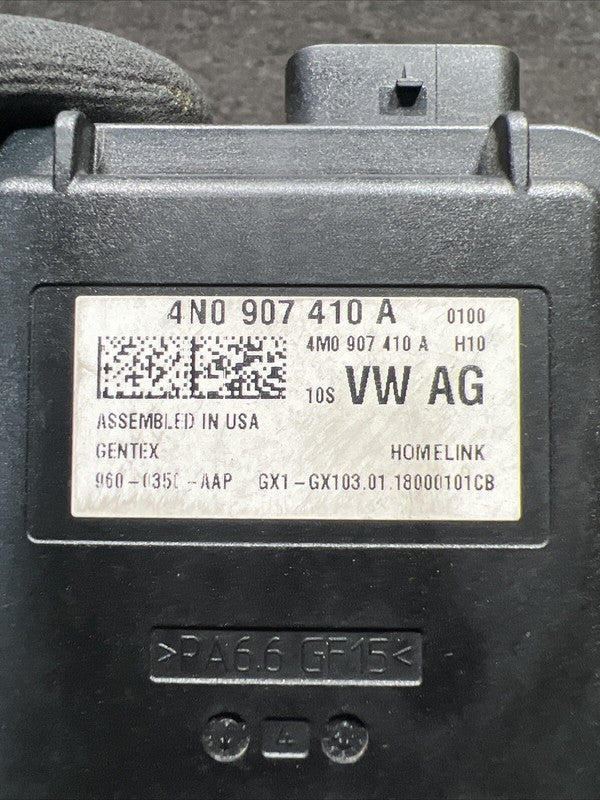 4N0 907 410 A 0100
4M0 907 410 A H10
10S VW AG
ASSEMBLED IN USA
GENTEX HOMELINK
GX1-GX103.01.18000101CB
>PA6.6 GF15<
4